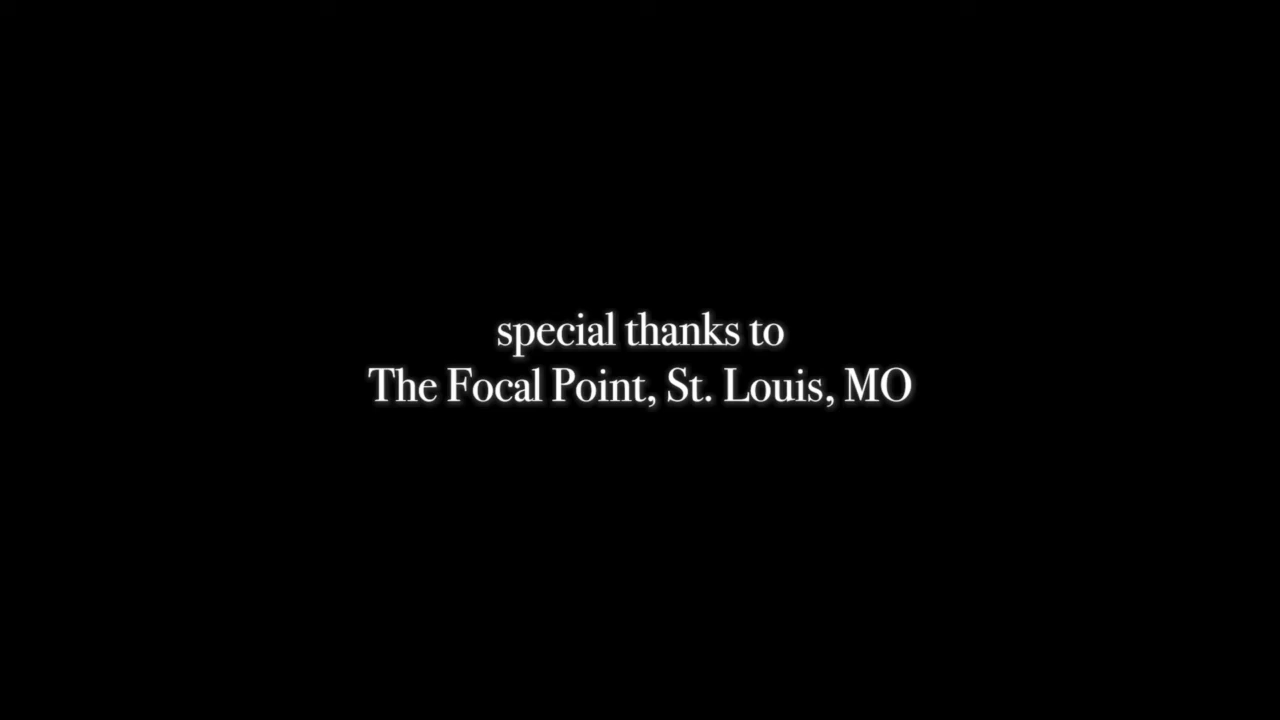 special thanks to
The Focal Point, St. Louis, MO